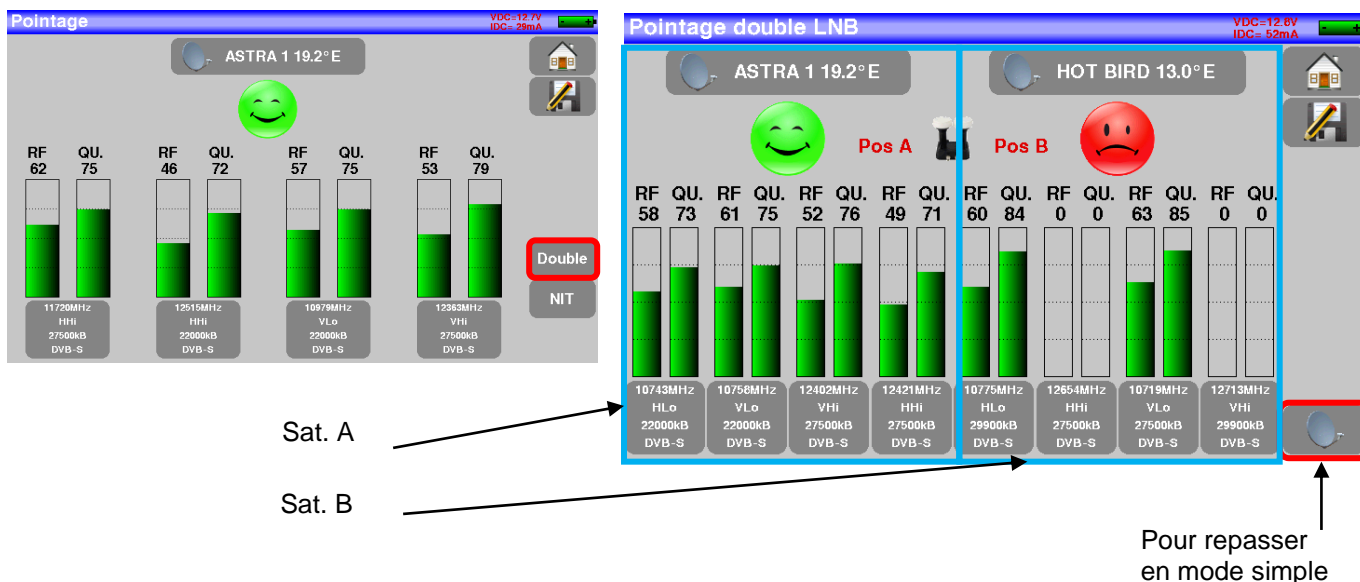 Pointage
VDC=12.7V
IDC= 29mA
ASTRA 1 19.2°E
RF QU. RF QU. RF QU. RF QU.
62 75 46 72 57 75 53 79
11720MHz 12515MHz 10979MHz 12363MHz
HHi HHi VLo VHi
27500kB 22000kB 22000kB 27500kB
DVB-S DVB-S DVB-S DVB-S
Double
NIT
Pointage double LNB
VDC=12.8V
IDC= 52mA
ASTRA 1 19.2°E HOT BIRD 13.0°E
Pos A Pos B
RF QU. RF QU. RF QU. RF QU. RF QU. RF QU. RF QU. RF QU.
58 73 61 75 52 76 49 71 60 84 0 0 63 85 0 0
10743MHz 10758MHz 12402MHz 12421MHz 10775MHz 12654MHz 10719MHz 12713MHz
HLo VLo VHi HHi HLo HHi VLo VHi
22000kB 22000kB 27500kB 27500kB 29900kB 27500kB 27500kB 29900kB
DVB-S DVB-S DVB-S DVB-S DVB-S DVB-S DVB-S DVB-S
Sat. A
Sat. B
Pour repasser
en mode simple